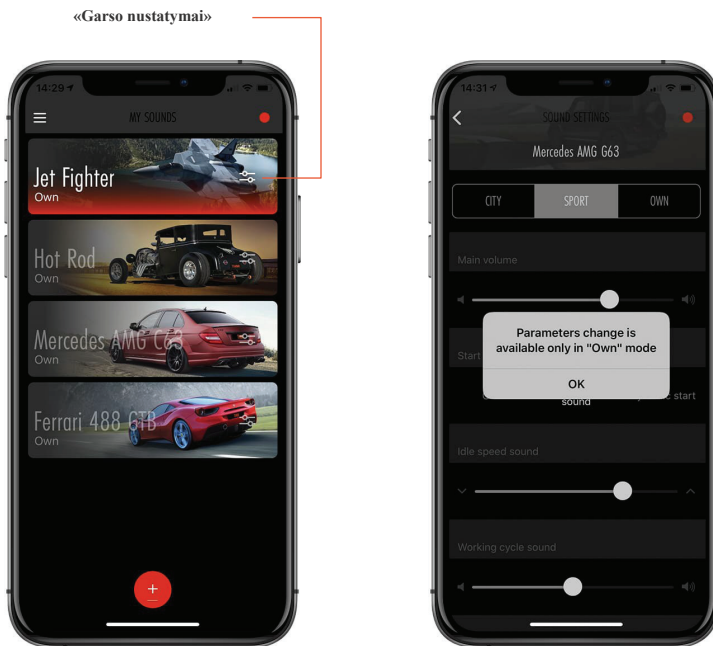 «Garso nustatymai»
14:29
MY SOUNDS
Jet Fighter
Own
Hot Rod
Own
Mercedes AMG C63
Own
Ferrari 488 GTB
Own
+
14:31
SOUND SETTINGS
Mercedes AMG G63
CITY SPORT OWN
Main volume
Parameters change is
available only in "Own" mode
OK
Start
sound
start
Idle speed sound
Working cycle sound